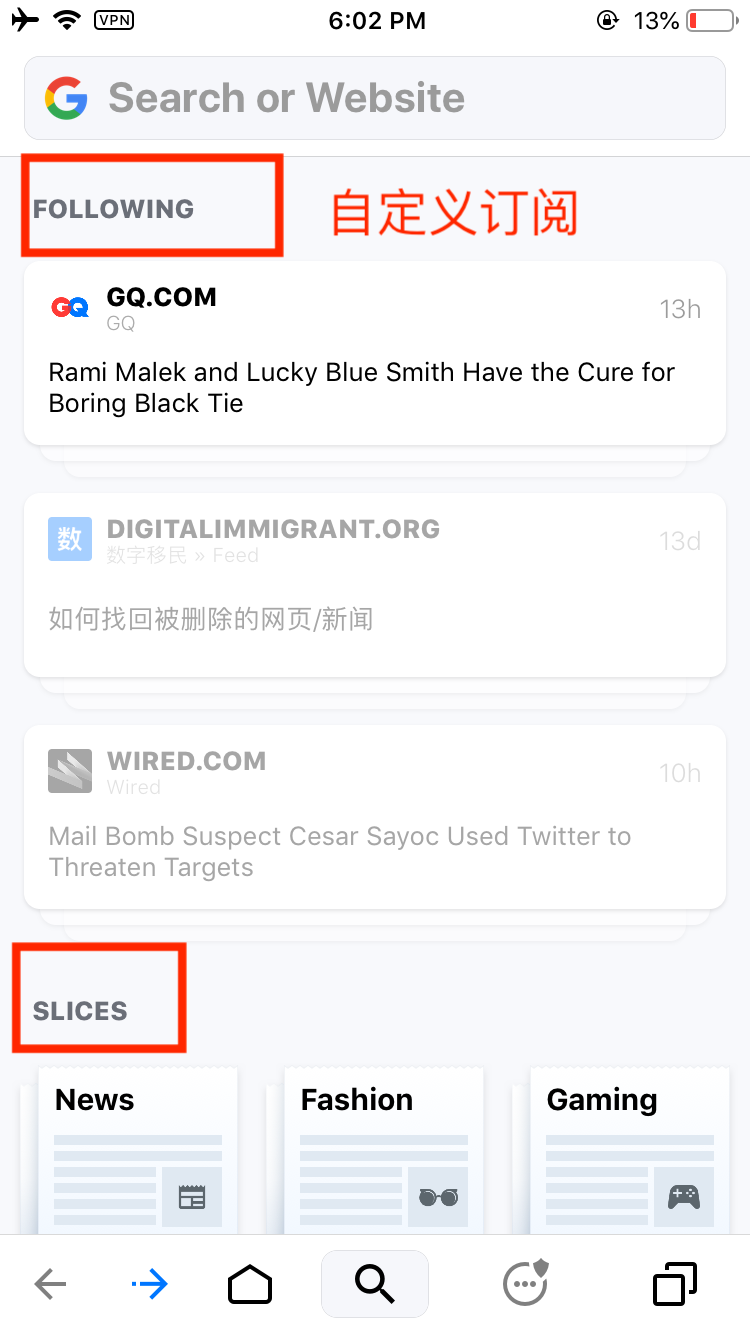 VPN
6:02 PM
13%
Search or Website
FOLLOWING
自定义订阅
GQ
GQ.COM
GQ
13h
Rami Malek and Lucky Blue Smith Have the Cure for
Boring Black Tie
数
DIGITALIMMIGRANT.ORG
数字移民 » Feed
13d
如何找回被删除的网页/新闻
WIRED.COM
Wired
10h
Mail Bomb Suspect Cesar Sayoc Used Twitter to
Threaten Targets
SLICES
News
Fashion
Gaming